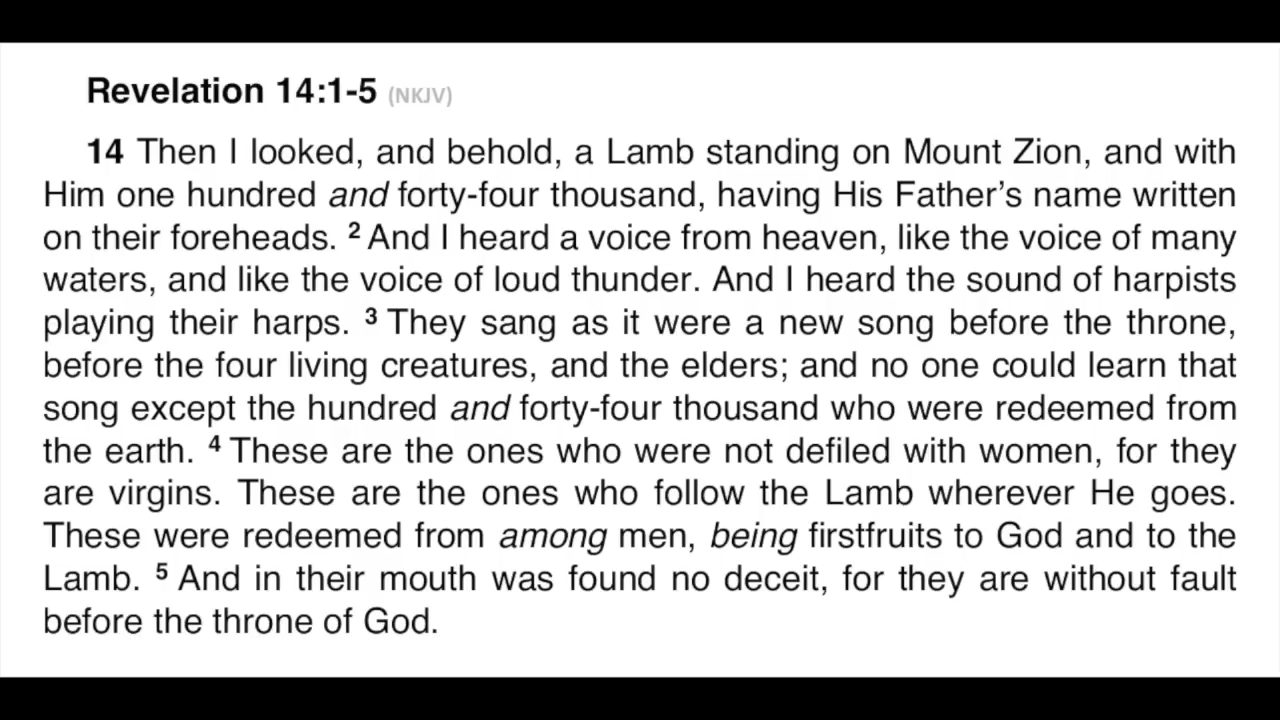 Revelation 14:1-5 (NKJV)
14 Then I looked, and behold, a Lamb standing on Mount Zion, and with
Him one hundred and forty-four thousand, having His Father’s name written
on their foreheads. 2 And I heard a voice from heaven, like the voice of many
waters, and like the voice of loud thunder. And I heard the sound of harpists
playing their harps. 3 They sang as it were a new song before the throne,
before the four living creatures, and the elders; and no one could learn that
song except the hundred and forty-four thousand who were redeemed from
the earth. 4 These are the ones who were not defiled with women, for they
are virgins. These are the ones who follow the Lamb wherever He goes.
These were redeemed from among men, being firstfruits to God and to the
Lamb. 5 And in their mouth was found no deceit, for they are without fault
before the throne of God.